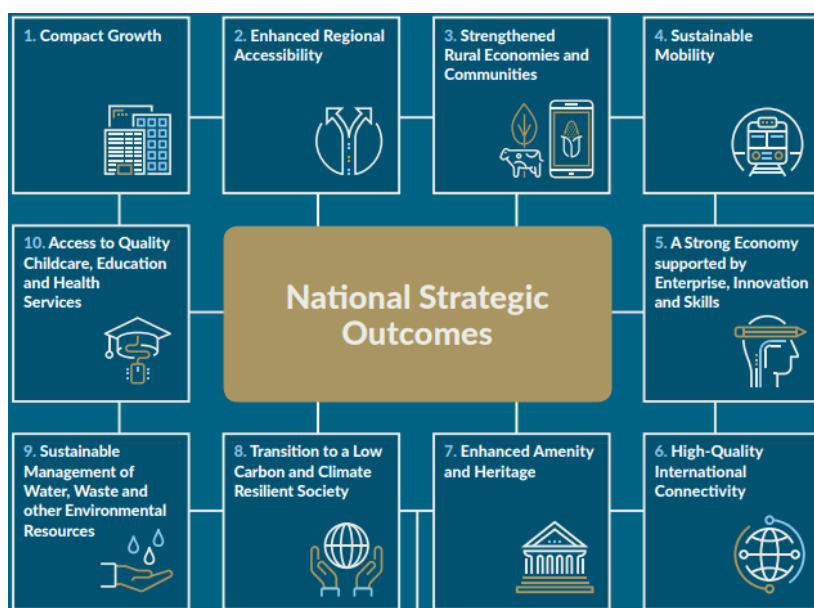 1. Compact Growth
2. Enhanced Regional
Accessibility
3. Strengthened
Rural Economies and
Communities
4. Sustainable
Mobility
10. Access to Quality
Childcare, Education
and Health
Services
National Strategic
Outcomes
5. A Strong Economy
supported by
Enterprise, Innovation
and Skills
9. Sustainable
Management of
Water, Waste and
other Environmental
Resources
8. Transition to a Low
Carbon and Climate
Resilient Society
7. Enhanced Amenity
and Heritage
6. High-Quality
International
Connectivity